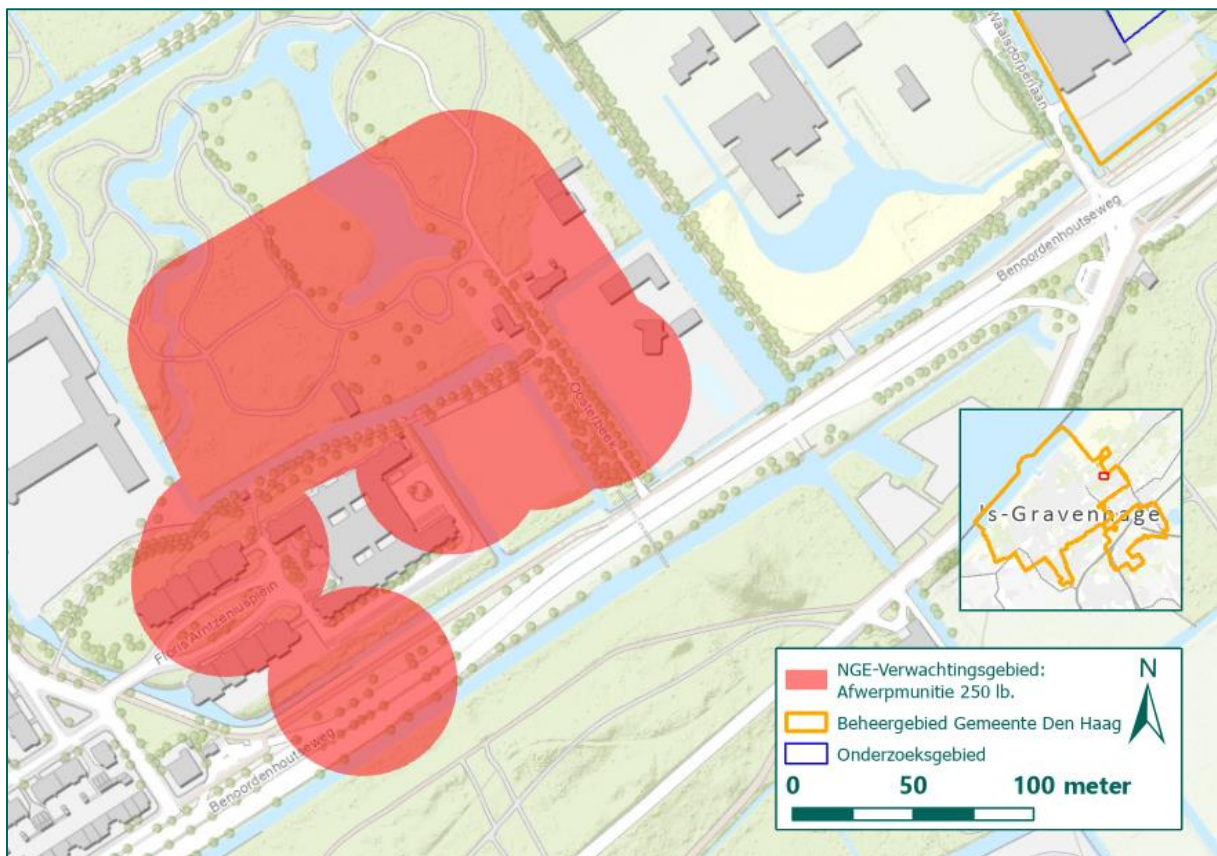 Waalsdorperlaan
Benoordenhoutseweg
Oosterbeek
Floris Arntzeniusplein
Benoordenhoutseweg
's-Gravenhage
NGE-Verwachtingsgebied:
Afwerpmunitie 250 lb.
Beheergebied Gemeente Den Haag
Onderzoeksgebied
N
0 50 100 meter